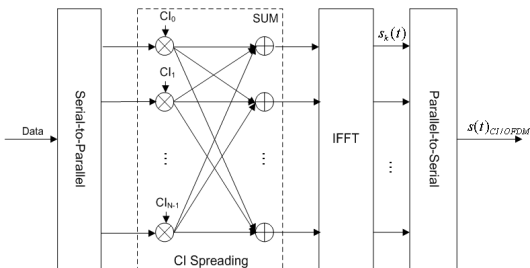 CI₀
SUM
sₖ(t)
CI₁
Serial-to-Parallel
Data
IFFT
Parallel-to-Serial
s(t)CI/OFDM
...
...
...
CIN-1
CI Spreading